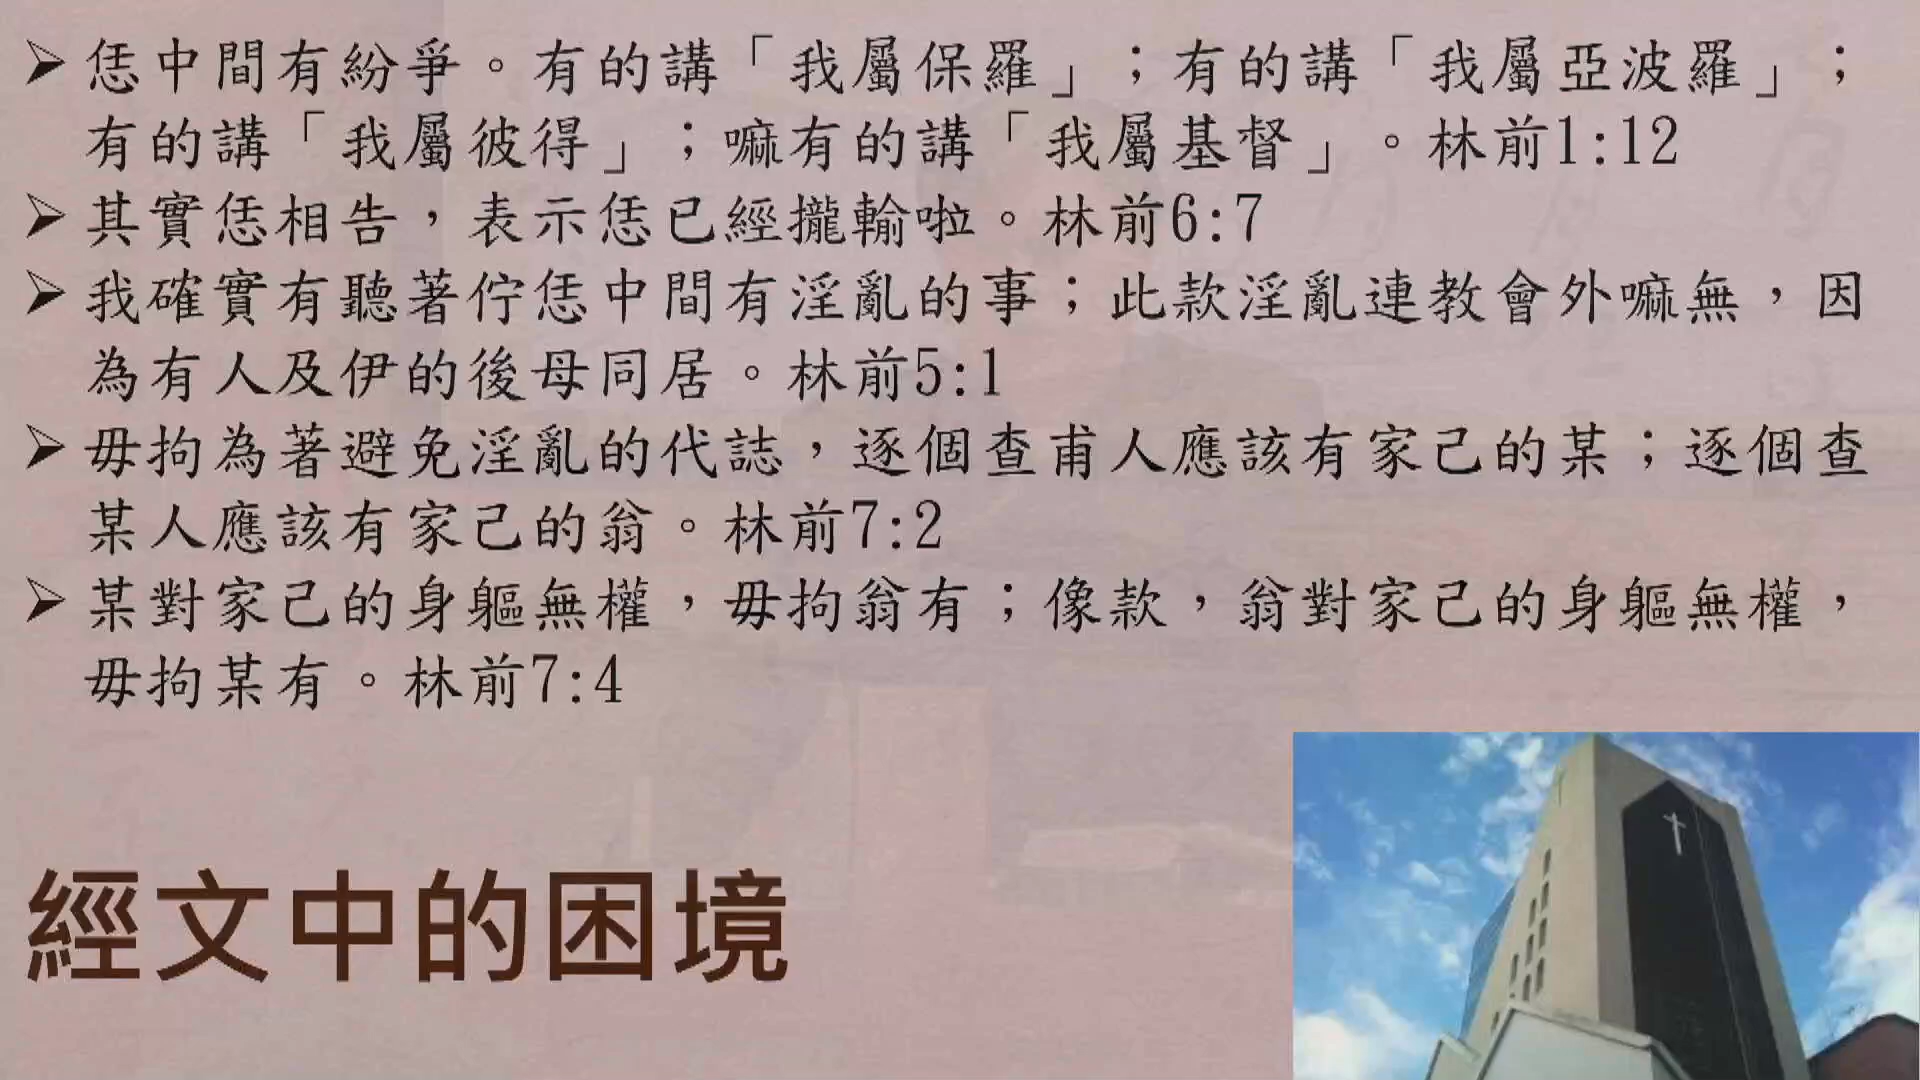 ➢恁中間有紛爭。有的講「我屬保羅」;有的講「我屬亞波羅」;
有的講「我屬彼得」;嘛有的講「我屬基督」。林前1:12
➢其實恁相告,表示恁已經攏輸啦。林前6:7
➢我確實有聽著佇恁中間有淫亂的事;此款淫亂連教會外嘛無,因
為有人及伊的後母同居。林前5:1
➢毋拘為著避免淫亂的代誌,逐個查甫人應該有家己的某;逐個查
某人應該有家己的翁。林前7:2
➢某對家己的身軀無權,毋拘翁有;像款,翁對家己的身軀無權,
毋拘某有。林前7:4
經文中的困境